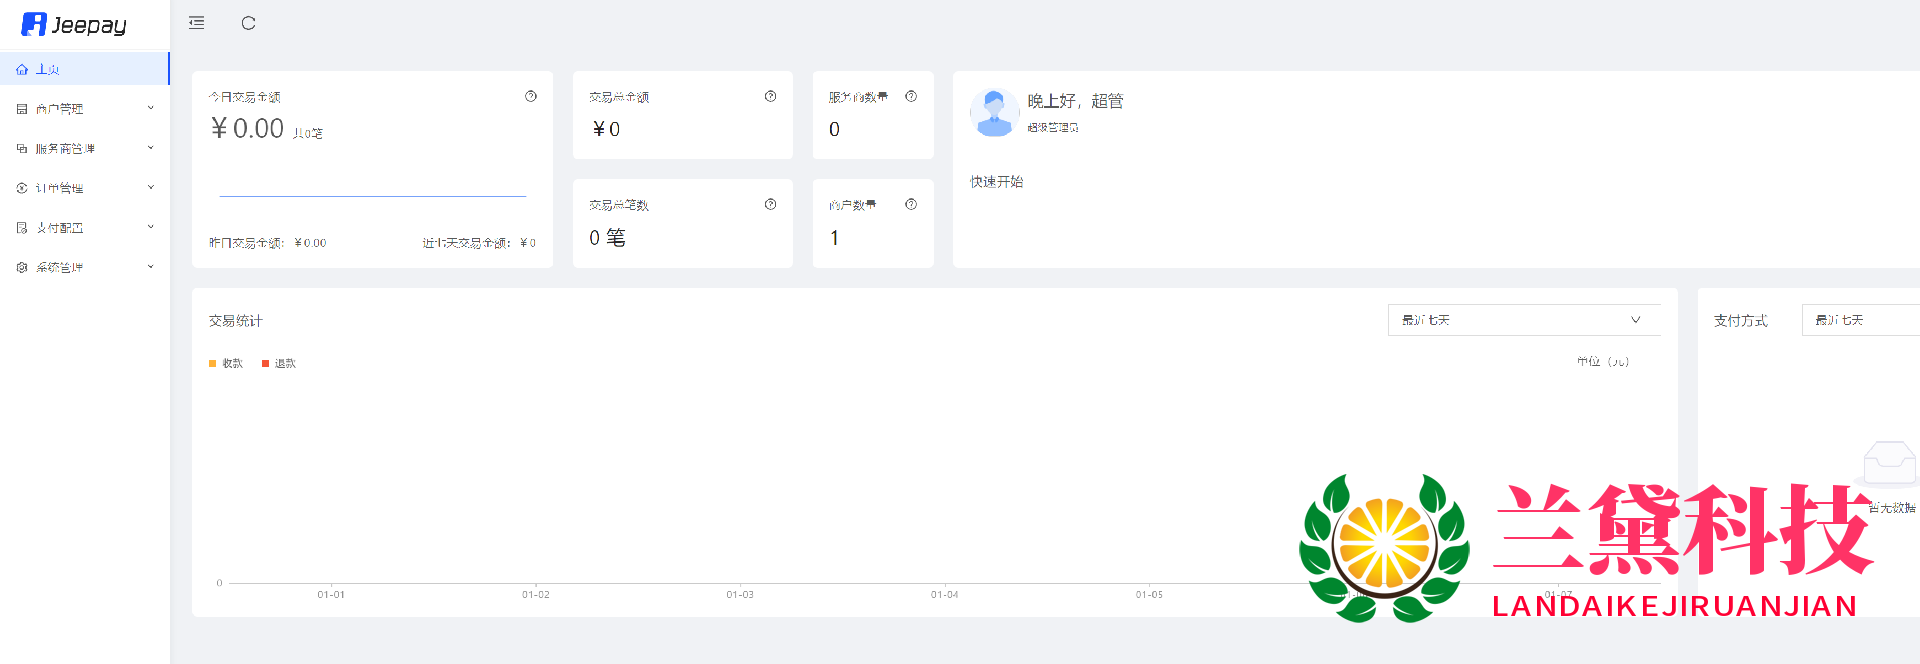 Jeepay
主页
商户管理
服务商管理
订单管理
支付配置
系统管理
今日交易金额
￥0.00 共0笔
昨日交易金额：￥0.00
近七天交易金额：￥0
交易总金额
￥0
服务商数量
0
交易总笔数
0 笔
商户数量
1
晚上好，超管
超级管理员
快速开始
交易统计
最近七天
收款 退款
单位（元）
0
01-01 01-02 01-03 01-04 01-05 01-07
支付方式
最近七天
暂无数据
兰黛科技
LANDAIKEJIRUANJIAN